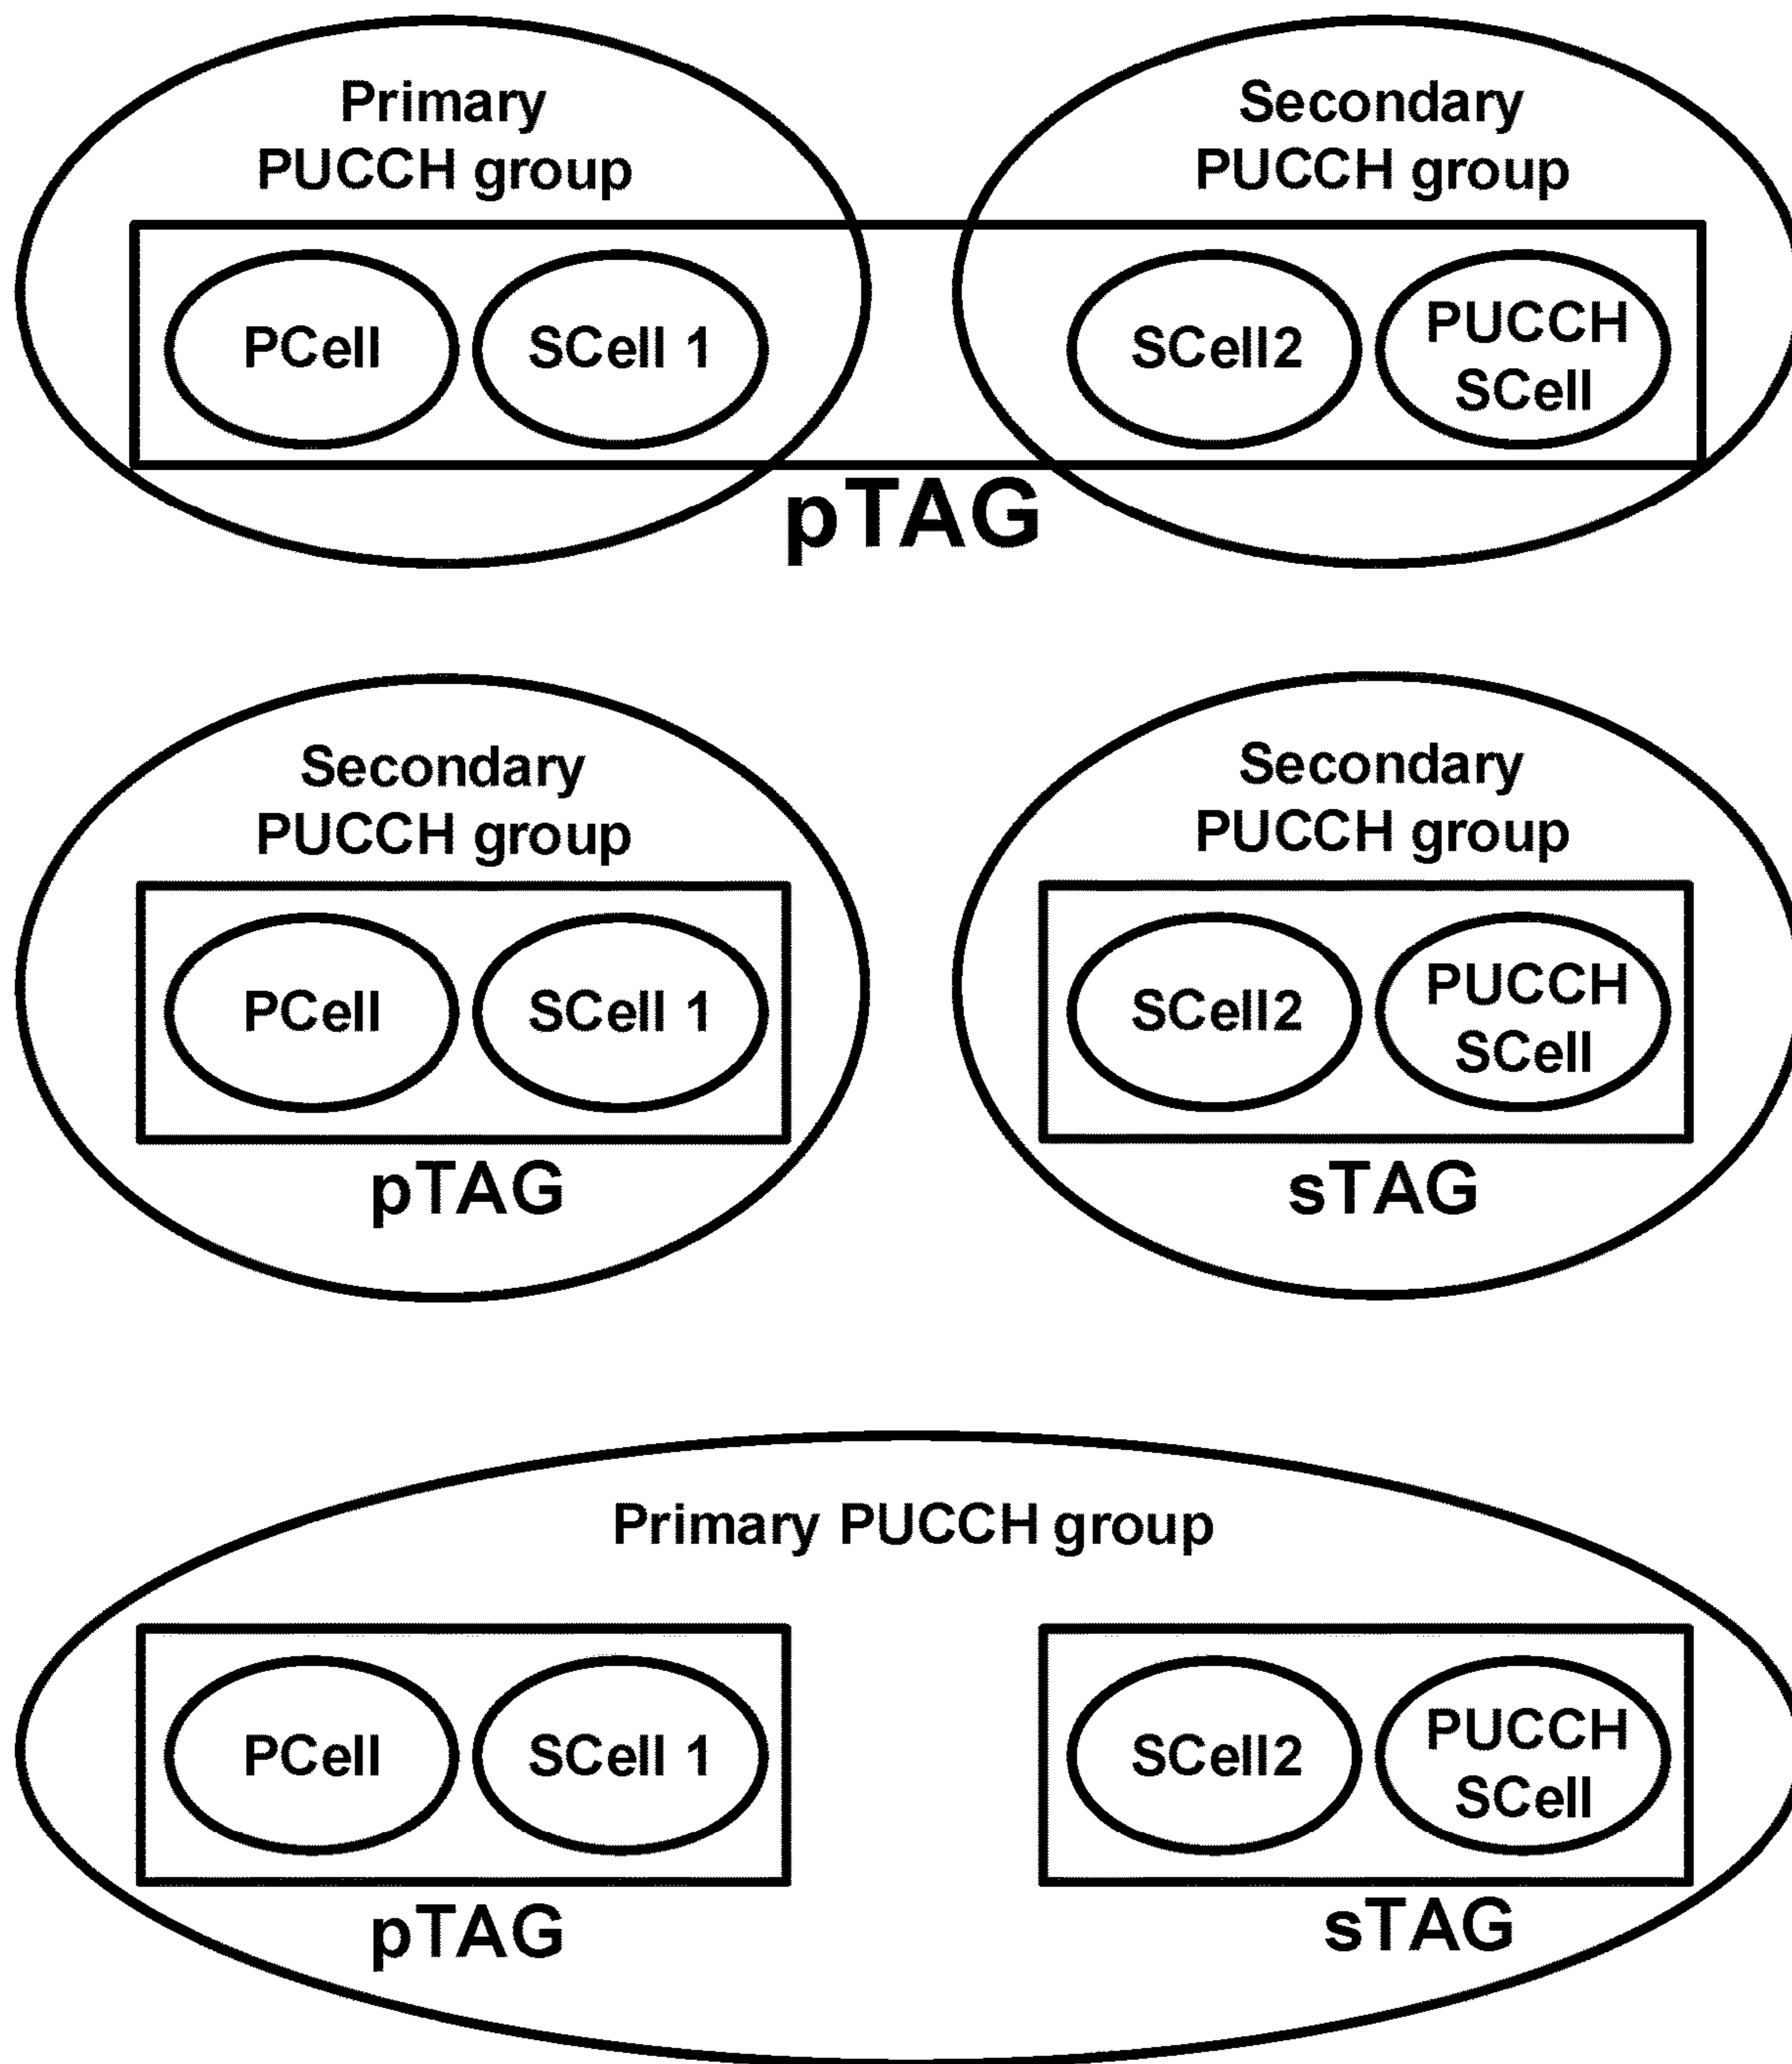 Primary
PUCCH group
Secondary
PUCCH group
PCell
SCell 1
SCell2
PUCCH
SCell
pTAG
Secondary
PUCCH group
Secondary
PUCCH group
PCell
SCell 1
SCell2
PUCCH
SCell
pTAG
sTAG
Primary PUCCH group
PCell
SCell 1
SCell2
PUCCH
SCell
pTAG
sTAG